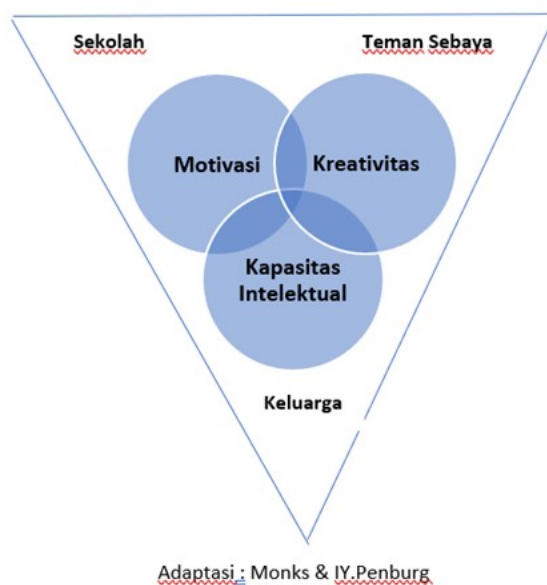 Sekolah
Teman Sebaya
Motivasi
Kreativitas
Kapasitas
Intelektual
Keluarga
Adaptasi : Monks & IY.Penburg